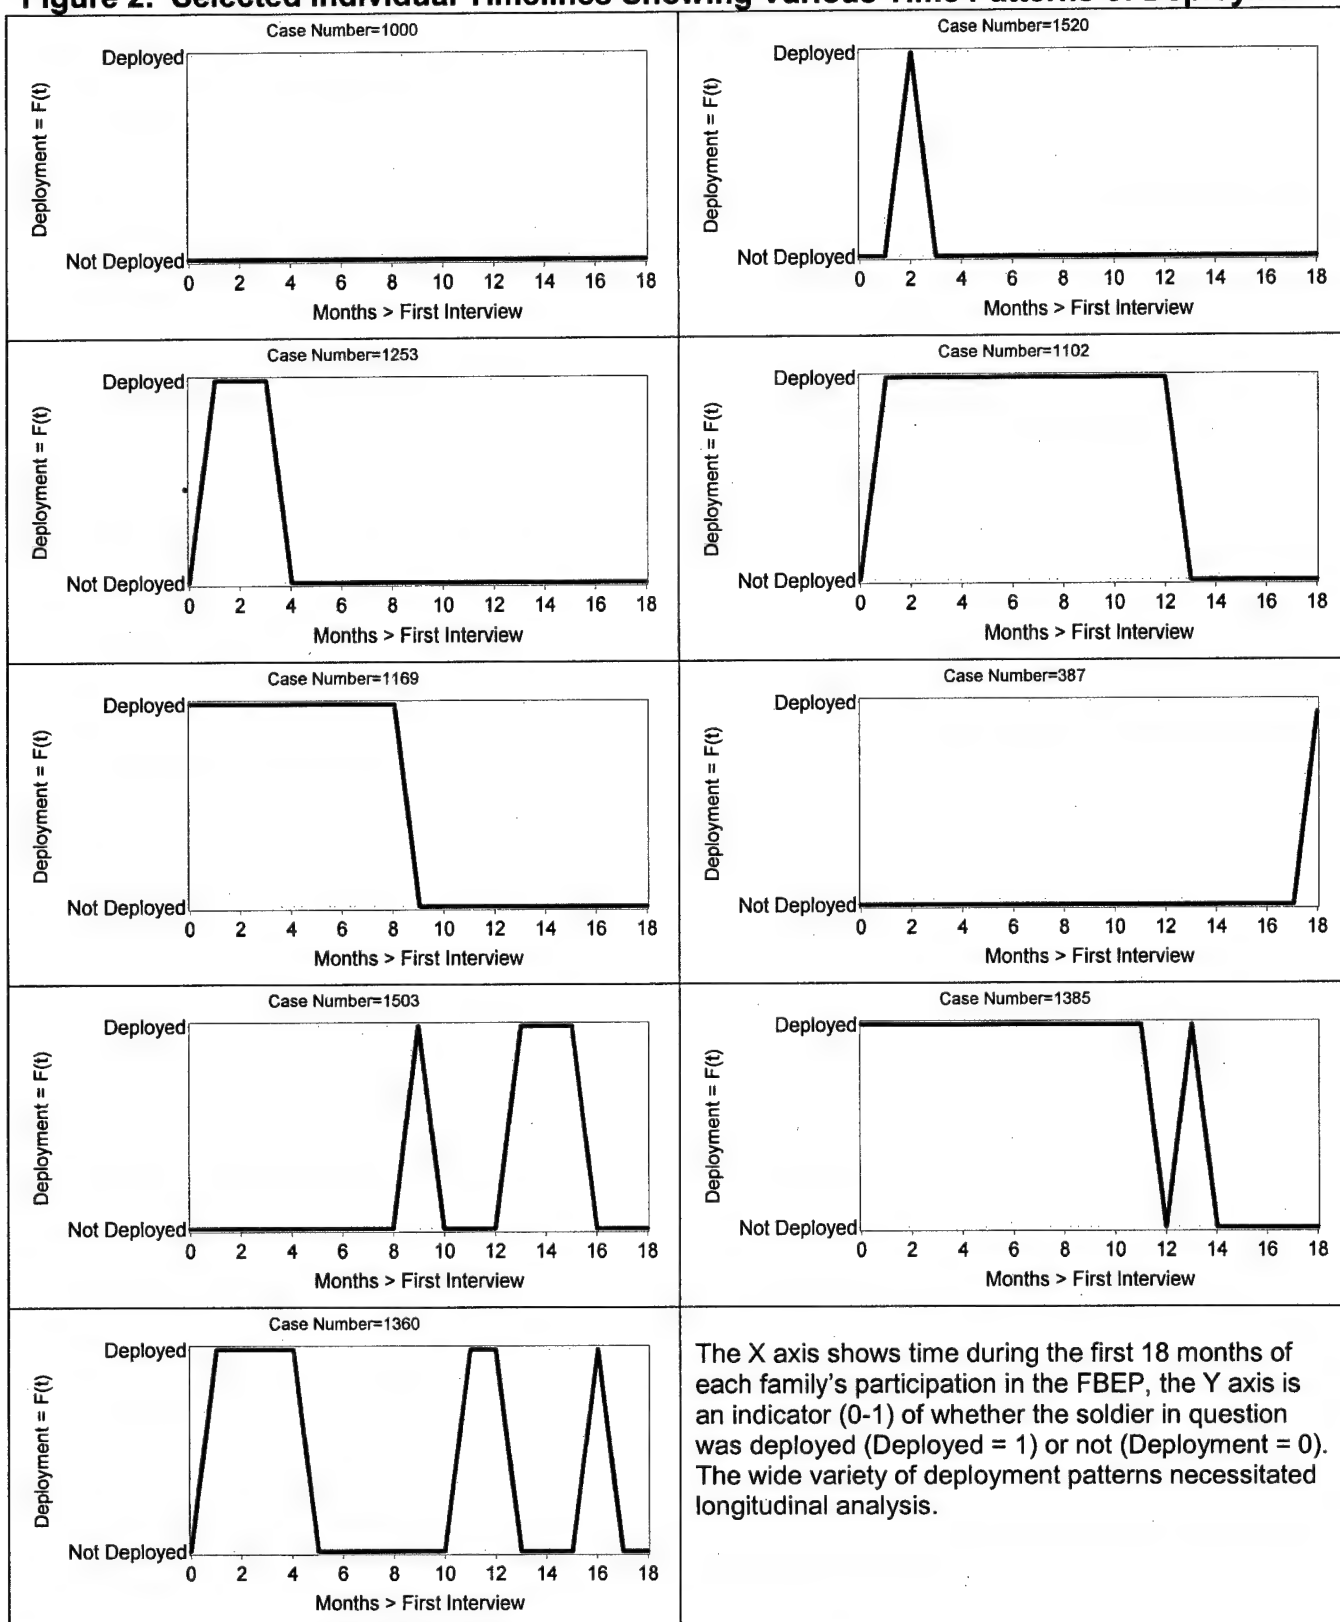 Case Number=1000
Deployed
Deployment = F(t)
Not Deployed
0 2 4 6 8 10 12 14 16 18
Months > First Interview
Case Number=1520
Deployed
Deployment = F(t)
Not Deployed
0 2 4 6 8 10 12 14 16 18
Months > First Interview
Case Number=1253
Deployed
Deployment = F(t)
Not Deployed
0 2 4 6 8 10 12 14 16 18
Months > First Interview
Case Number=1102
Deployed
Deployment = F(t)
Not Deployed
0 2 4 6 8 10 12 14 16 18
Months > First Interview
Case Number=1169
Deployed
Deployment = F(t)
Not Deployed
0 2 4 6 8 10 12 14 16 18
Months > First Interview
Case Number=387
Deployed
Deployment = F(t)
Not Deployed
0 2 4 6 8 10 12 14 16 18
Months > First Interview
Case Number=1503
Deployed
Deployment = F(t)
Not Deployed
0 2 4 6 8 10 12 14 16 18
Months > First Interview
Case Number=1385
Deployed
Deployment = F(t)
Not Deployed
0 2 4 6 8 10 12 14 16 18
Months > First Interview
Case Number=1360
Deployed
Deployment = F(t)
Not Deployed
0 2 4 6 8 10 12 14 16 18
Months > First Interview
The X axis shows time during the first 18 months of
each family's participation in the FBEP, the Y axis is
an indicator (0-1) of whether the soldier in question
was deployed (Deployed = 1) or not (Deployment = 0).
The wide variety of deployment patterns necessitated
longitudinal analysis.